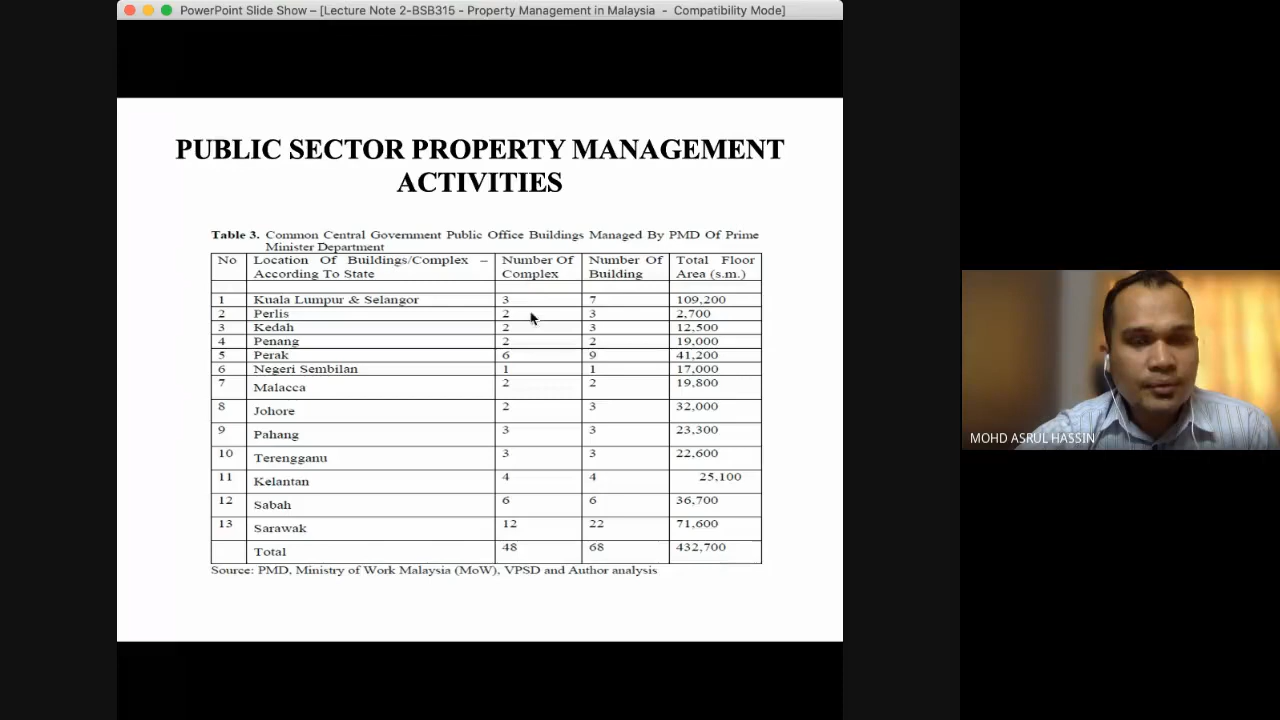 PowerPoint Slide Show – [Lecture Note 2-BSB315 - Property Management in Malaysia - Compatibility Mode]
PUBLIC SECTOR PROPERTY MANAGEMENT
ACTIVITIES
Table 3. Common Central Government Public Office Buildings Managed By PMD Of Prime
Minister Department
No Location Of Buildings/Complex – Number Of Number Of Total Floor
According To State Complex Building Area (s.m.)
1 Kuala Lumpur & Selangor 3 7 109,200
2 Perlis 2 3 2,700
3 Kedah 2 3 12,500
4 Penang 2 2 19,000
5 Perak 6 9 41,200
6 Negeri Sembilan 1 1 17,000
7 Malacca 2 2 19,800
8 Johore 2 3 32,000
9 Pahang 3 3 23,300
10 Terengganu 3 3 22,600
11 Kelantan 4 4 25,100
12 Sabah 6 6 36,700
13 Sarawak 12 22 71,600
Total 48 68 432,700
Source: PMD, Ministry of Work Malaysia (MoW), VPSD and Author analysis
MOHD ASRUL HASSIN